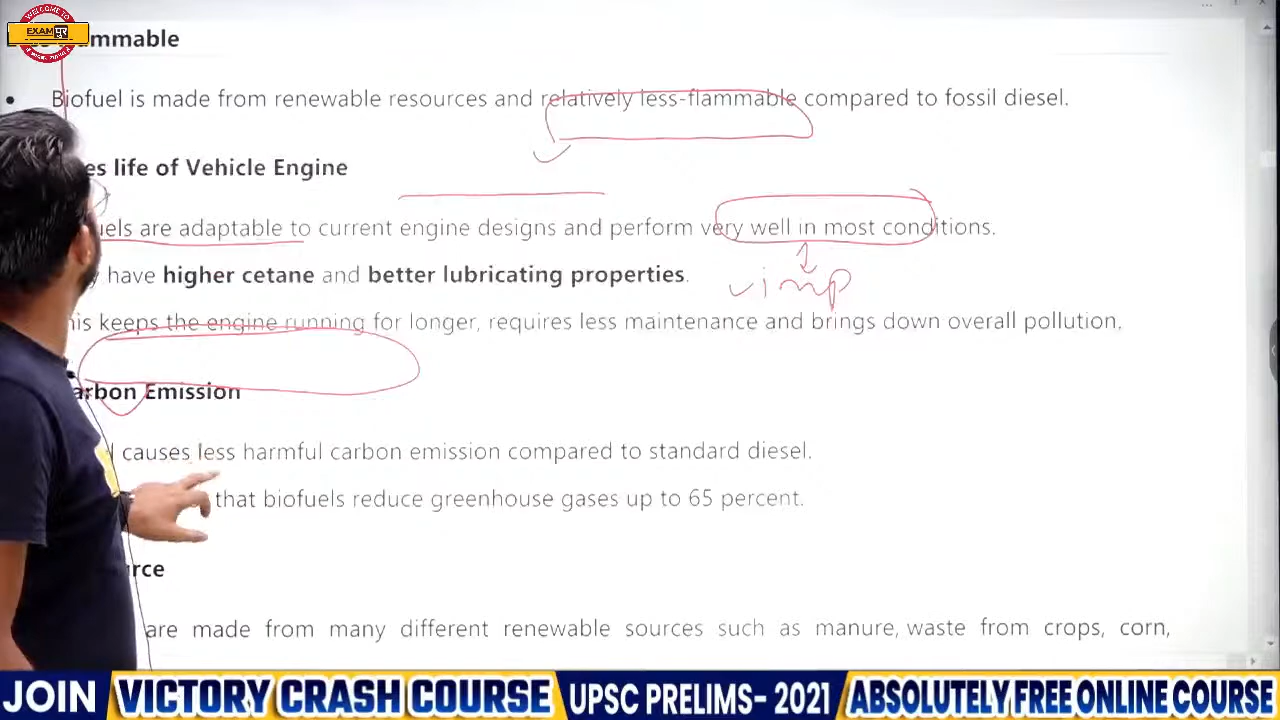 WELCOME TO
EXAM पुर
ammable
• Biofuel is made from renewable resources and relatively less-flammable compared to fossil diesel.
es life of Vehicle Engine
uels are adaptable to current engine designs and perform very well in most conditions.
y have higher cetane and better lubricating properties.
his keeps the engine running for longer, requires less maintenance and brings down overall pollution.
vimp
arbon Emission
l causes less harmful carbon emission compared to standard diesel.
that biofuels reduce greenhouse gases up to 65 percent.
rce
are made from many different renewable sources such as manure, waste from crops, corn,
JOIN VICTORY CRASH COURSE UPSC PRELIMS- 2021 ABSOLUTELY FREE ONLINE COURSE